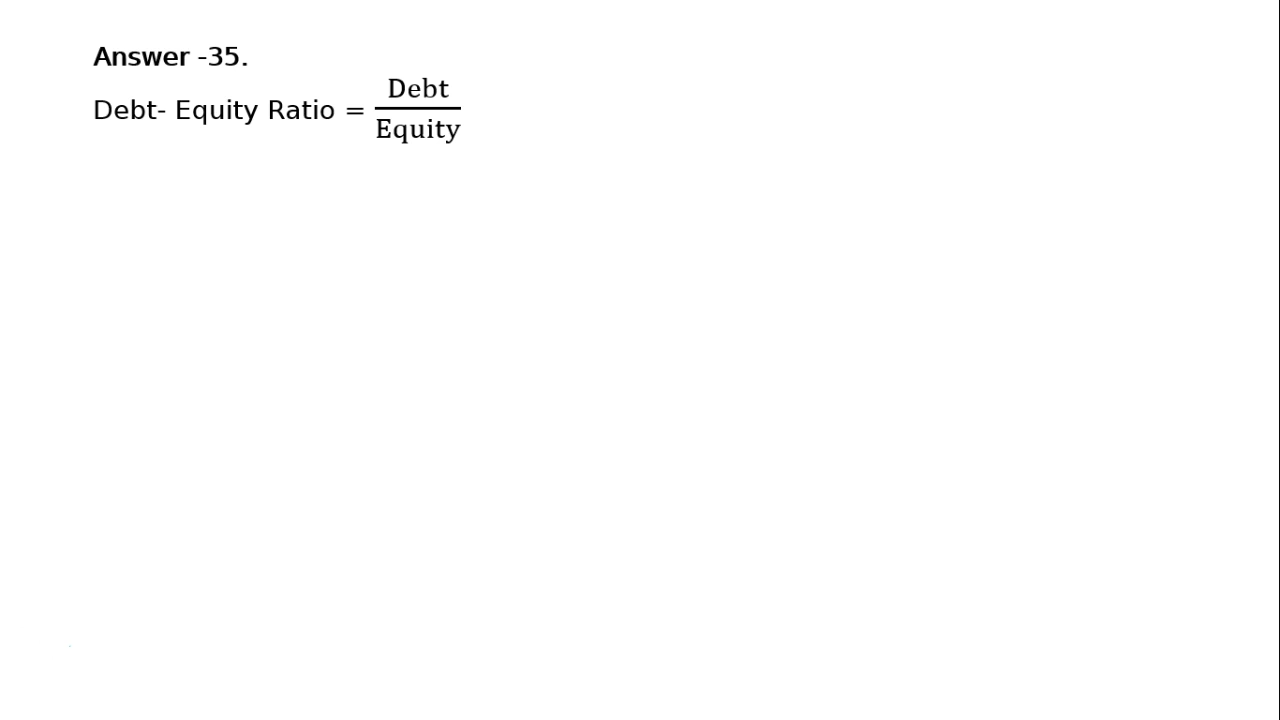 Answer -35.
Debt- Equity Ratio = Debt / Equity